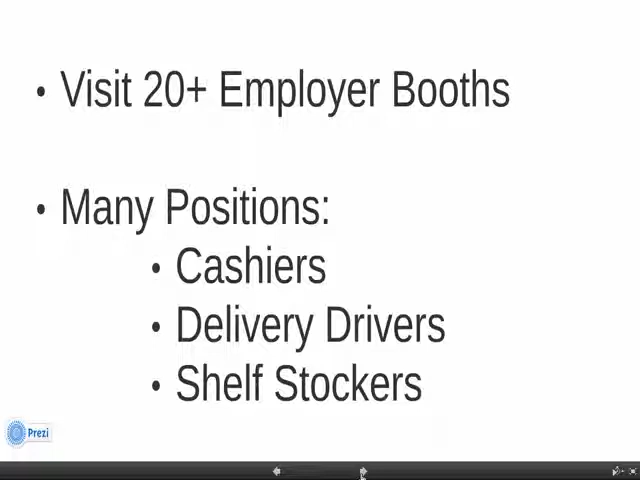 • Visit 20+ Employer Booths
• Many Positions:
• Cashiers
• Delivery Drivers
• Shelf Stockers
Prezi